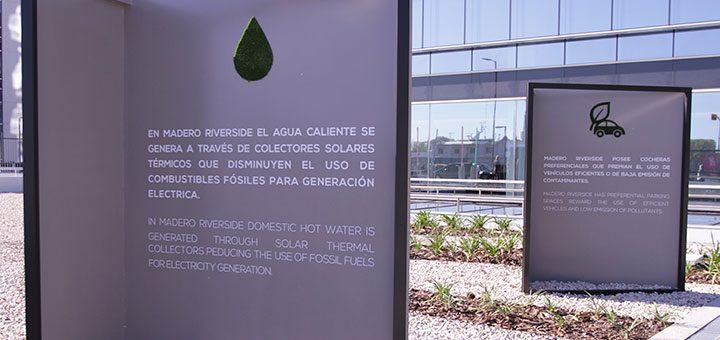 EN MADERO RIVERSIDE EL AGUA CALIENTE SE
GENERA A TRAVÉS DE COLECTORES SOLARES
TÉRMICOS QUE DISMINUYEN EL USO DE
COMBUSTIBLES FÓSILES PARA GENERACIÓN
ELECTRICA.
IN MADERO RIVERSIDE DOMESTIC HOT WATER IS
GENERATED THROUGH SOLAR THERMAL
COLLECTORS PEDUCING THE USE OF FOSSIL FUELS
FOR ELECTRICITY GENERATION.
MADERO RIVERSIDE POSEE COCHERAS
PREFERENCIALES QUE PREMIAN EL USO DE
VEHÍCULOS EFICIENTES O DE BAJA EMISIÓN DE
CONTAMINANTES.
MADERO RIVERSIDE HAS PREFERENTIAL PARKING
SPACES REWARD THE USE OF EFFICIENT
VEHICLES AND LOW EMISSION OF POLLUTANTS.